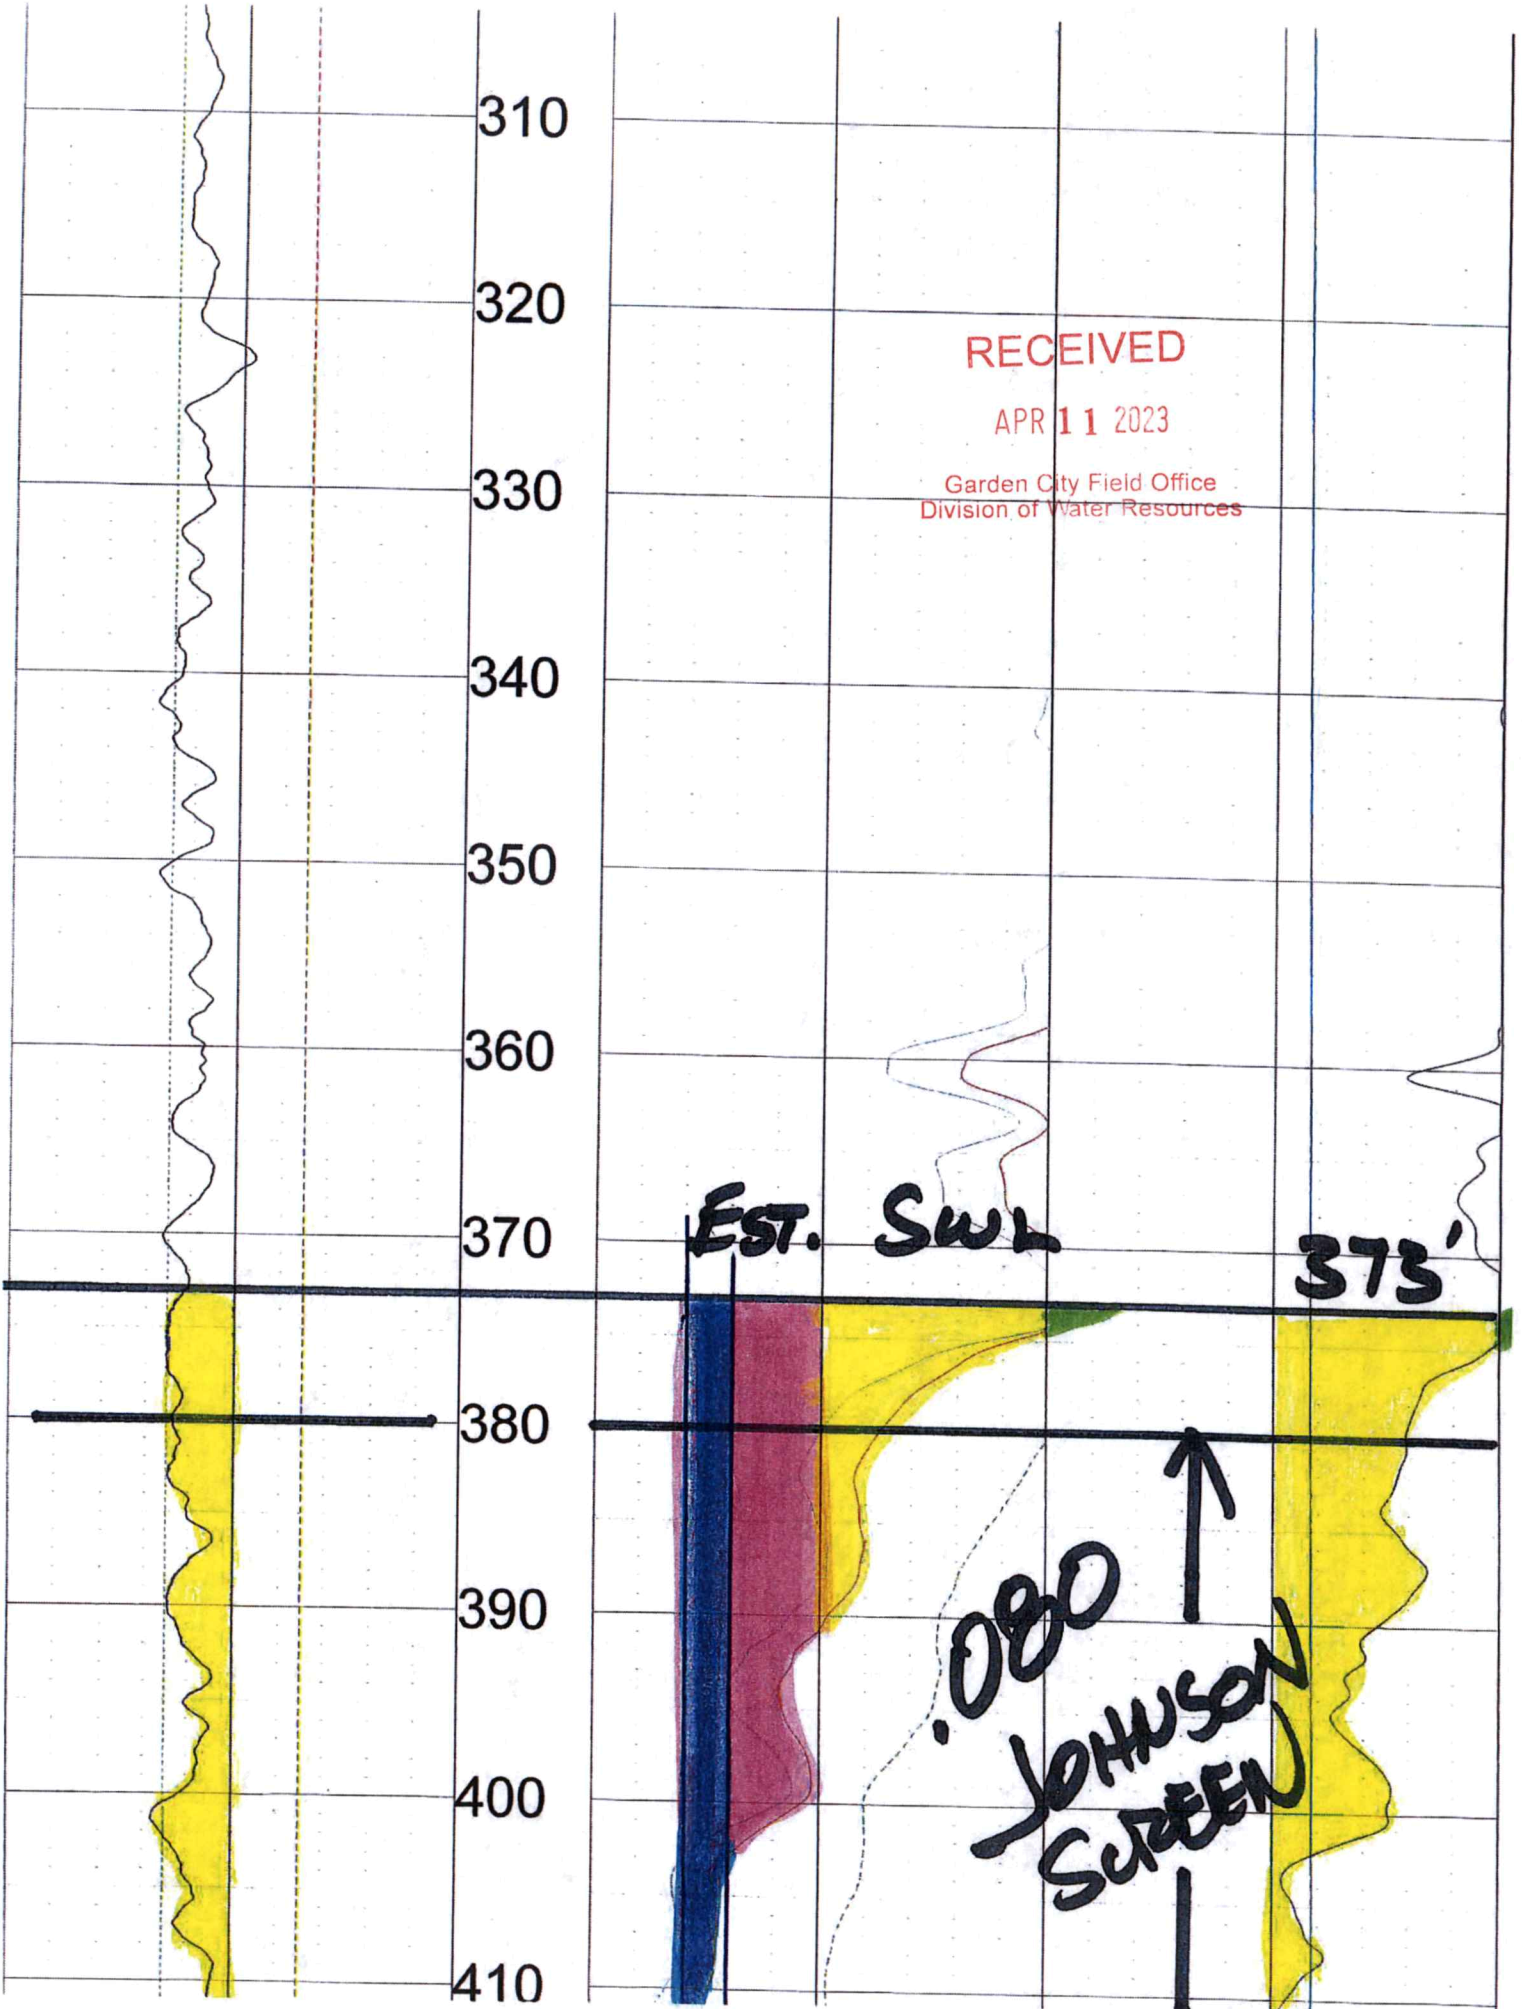 310
320
RECEIVED
APR 11 2023
Garden City Field Office
Division of Water Resources
330
340
350
360
EST. SWL
373'
370
380
.080
JOHNSON
SCREEN
390
400
410